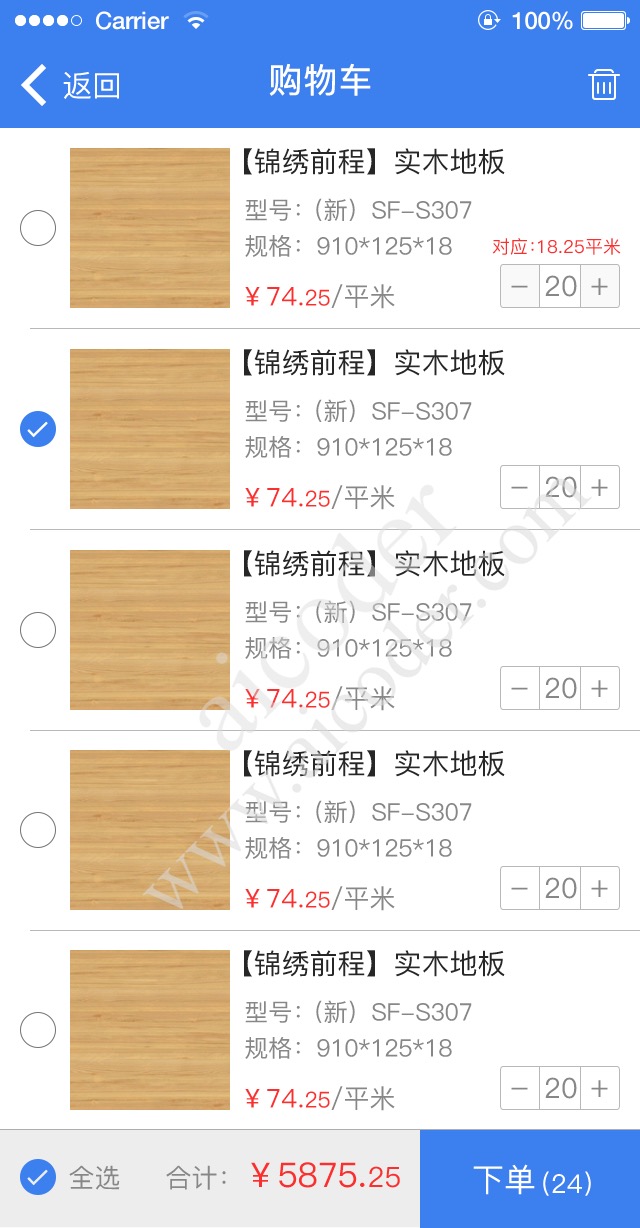 Carrier 100%
返回 购物车
【锦绣前程】实木地板
型号:（新）SF-S307
规格：910*125*18 对应:18.25平米
¥ 74.25/平米 － 20 ＋
【锦绣前程】实木地板
型号:（新）SF-S307
规格：910*125*18
¥ 74.25/平米 － 20 ＋
【锦绣前程】实木地板
型号:（新）SF-S307
规格：910*125*18
¥ 74.25/平米 － 20 ＋
【锦绣前程】实木地板
型号:（新）SF-S307
规格：910*125*18
¥ 74.25/平米 － 20 ＋
【锦绣前程】实木地板
型号:（新）SF-S307
规格：910*125*18
¥ 74.25/平米 － 20 ＋
全选 合计： ¥ 5875.25 下单 (24)
aicoder
www.aicoder.com